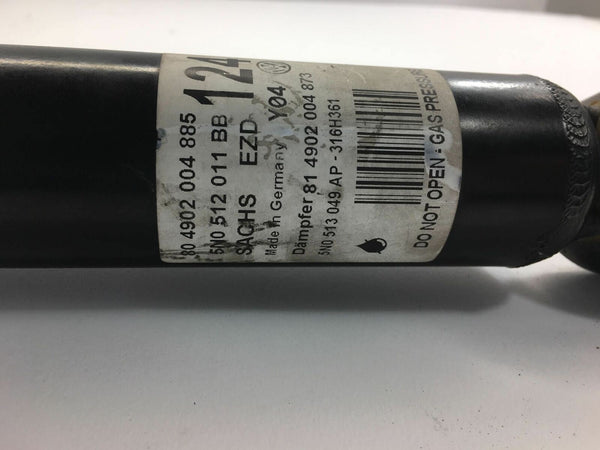 124
80 4902 004 885
5N0 512 011 BB
SACHS EZD Y04
Made in Germany
Dämpfer 81 4902 004 873
5N0 513 049 AP - 316H361
DO NOT OPEN - GAS PRESSURE